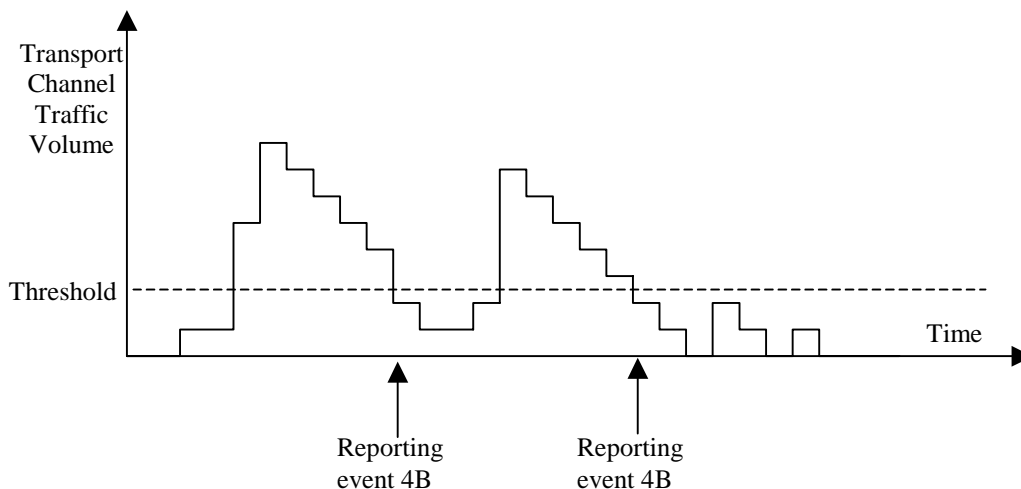 Transport
Channel
Traffic
Volume
Threshold
Time
Reporting
event 4B
Reporting
event 4B